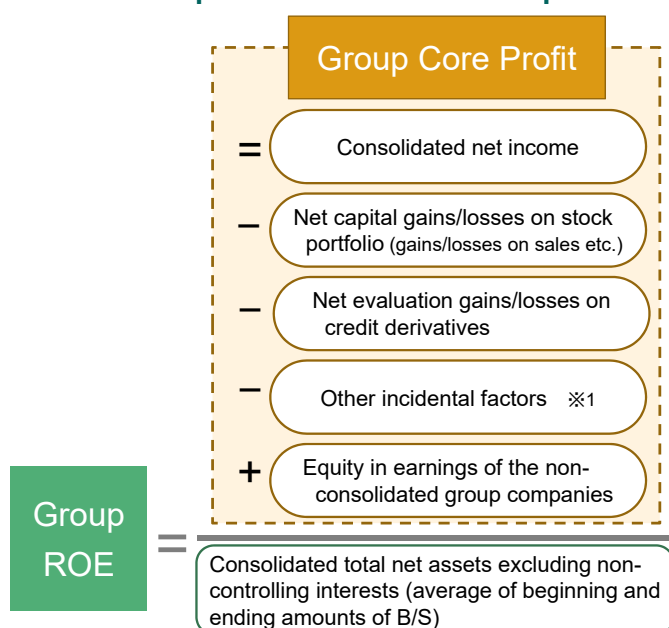 Group Core Profit
= Consolidated net income
− Net capital gains/losses on stock
portfolio (gains/losses on sales etc.)
− Net evaluation gains/losses on
credit derivatives
− Other incidental factors ※1
+ Equity in earnings of the non-
consolidated group companies
Group
ROE
=
Consolidated total net assets excluding non-
controlling interests (average of beginning and
ending amounts of B/S)